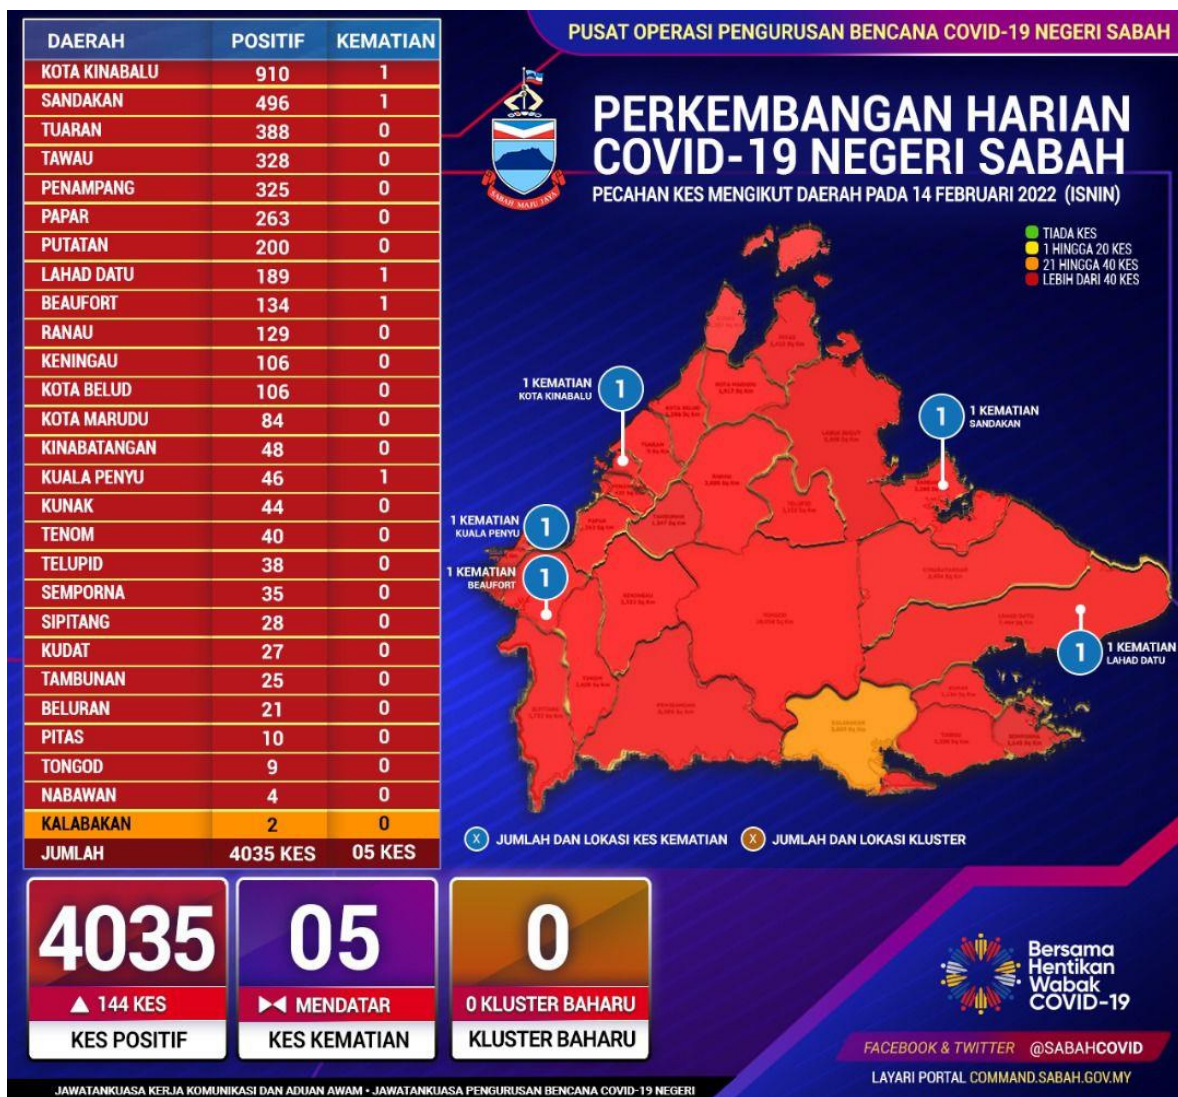 PUSAT OPERASI PENGURUSAN BENCANA COVID-19 NEGERI SABAH
PERKEMBANGAN HARIAN
COVID-19 NEGERI SABAH
PECAHAN KES MENGIKUT DAERAH PADA 14 FEBRUARI 2022 (ISNIN)
SABAH MAJU JAYA
DAERAH POSITIF KEMATIAN
KOTA KINABALU 910 1
SANDAKAN 496 1
TUARAN 388 0
TAWAU 328 0
PENAMPANG 325 0
PAPAR 263 0
PUTATAN 200 0
LAHAD DATU 189 1
BEAUFORT 134 1
RANAU 129 0
KENINGAU 106 0
KOTA BELUD 106 0
KOTA MARUDU 84 0
KINABATANGAN 48 0
KUALA PENYU 46 1
KUNAK 44 0
TENOM 40 0
TELUPID 38 0
SEMPORNA 35 0
SIPITANG 28 0
KUDAT 27 0
TAMBUNAN 25 0
BELURAN 21 0
PITAS 10 0
TONGOD 9 0
NABAWAN 4 0
KALABAKAN 2 0
JUMLAH 4035 KES 05 KES
TIADA KES
1 HINGGA 20 KES
21 HINGGA 40 KES
LEBIH DARI 40 KES
1 KEMATIAN
KOTA KINABALU
1
1
1 KEMATIAN
SANDAKAN
1 KEMATIAN
KUALA PENYU
1
1 KEMATIAN
BEAUFORT
1
1
1 KEMATIAN
LAHAD DATU
X JUMLAH DAN LOKASI KES KEMATIAN
X JUMLAH DAN LOKASI KLUSTER
4035
144 KES
KES POSITIF
05
MENDATAR
KES KEMATIAN
0
0 KLUSTER BAHARU
KLUSTER BAHARU
Bersama
Hentikan
Wabak
COVID-19
FACEBOOK & TWITTER @SABAHCOVID
LAYARI PORTAL COMMAND.SABAH.GOV.MY
JAWATANKUASA KERJA KOMUNIKASI DAN ADUAN AWAM • JAWATANKUASA PENGURUSAN BENCANA COVID-19 NEGERI